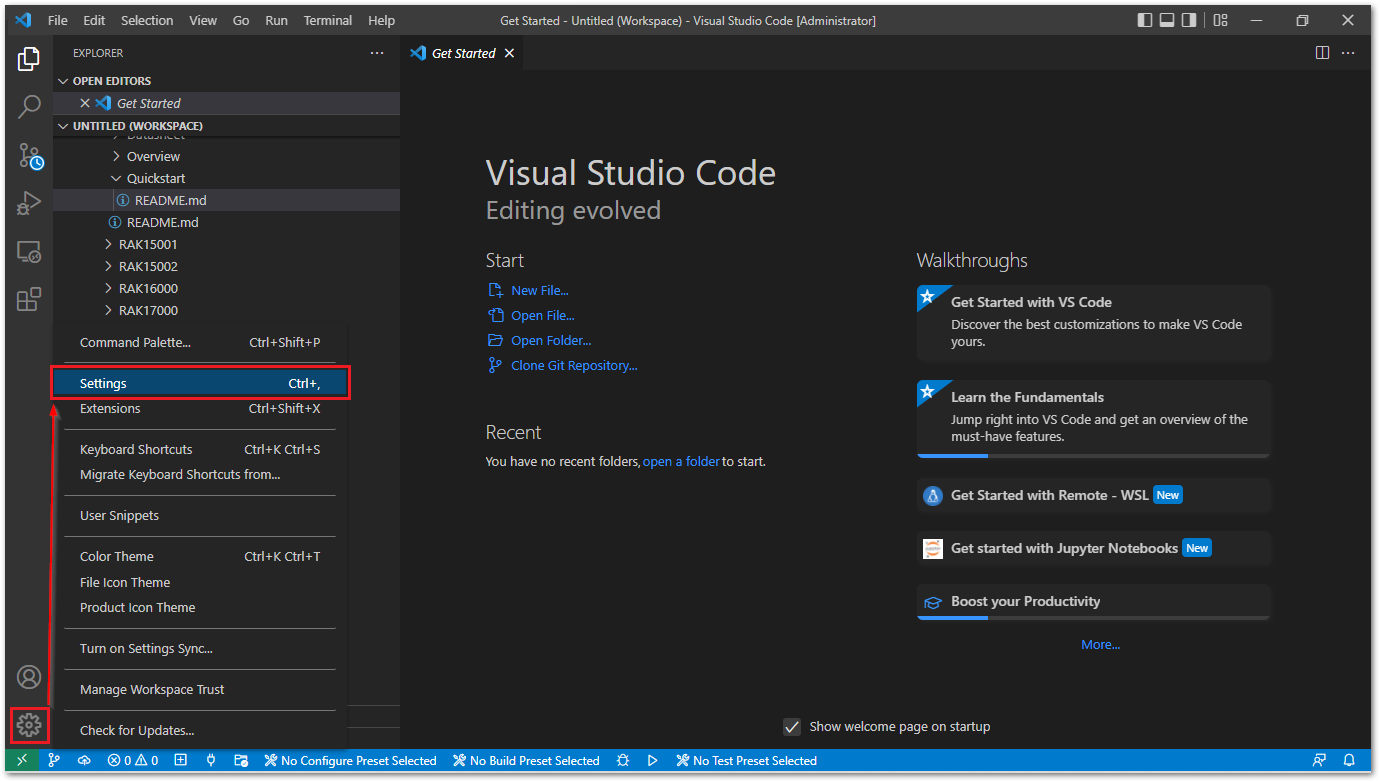 File Edit Selection View Go Run Terminal Help
Get Started - Untitled (Workspace) - Visual Studio Code [Administrator]
EXPLORER
Get Started
OPEN EDITORS
Get Started
UNTITLED (WORKSPACE)
Datasheet
Overview
Quickstart
README.md
README.md
RAK15001
RAK15002
RAK16000
RAK17000
Command Palette... Ctrl+Shift+P
Settings Ctrl+,
Extensions Ctrl+Shift+X
Keyboard Shortcuts Ctrl+K Ctrl+S
Migrate Keyboard Shortcuts from...
User Snippets
Color Theme Ctrl+K Ctrl+T
File Icon Theme
Product Icon Theme
Turn on Settings Sync...
Manage Workspace Trust
Check for Updates...
Visual Studio Code
Editing evolved
Start
New File...
Open File...
Open Folder...
Clone Git Repository...
Recent
You have no recent folders, open a folder to start.
Walkthroughs
Get Started with VS Code
Discover the best customizations to make VS Code
yours.
Learn the Fundamentals
Jump right into VS Code and get an overview of the
must-have features.
Get Started with Remote - WSL New
Get started with Jupyter Notebooks New
Boost your Productivity
More...
Show welcome page on startup
0 0 No Configure Preset Selected No Build Preset Selected No Test Preset Selected